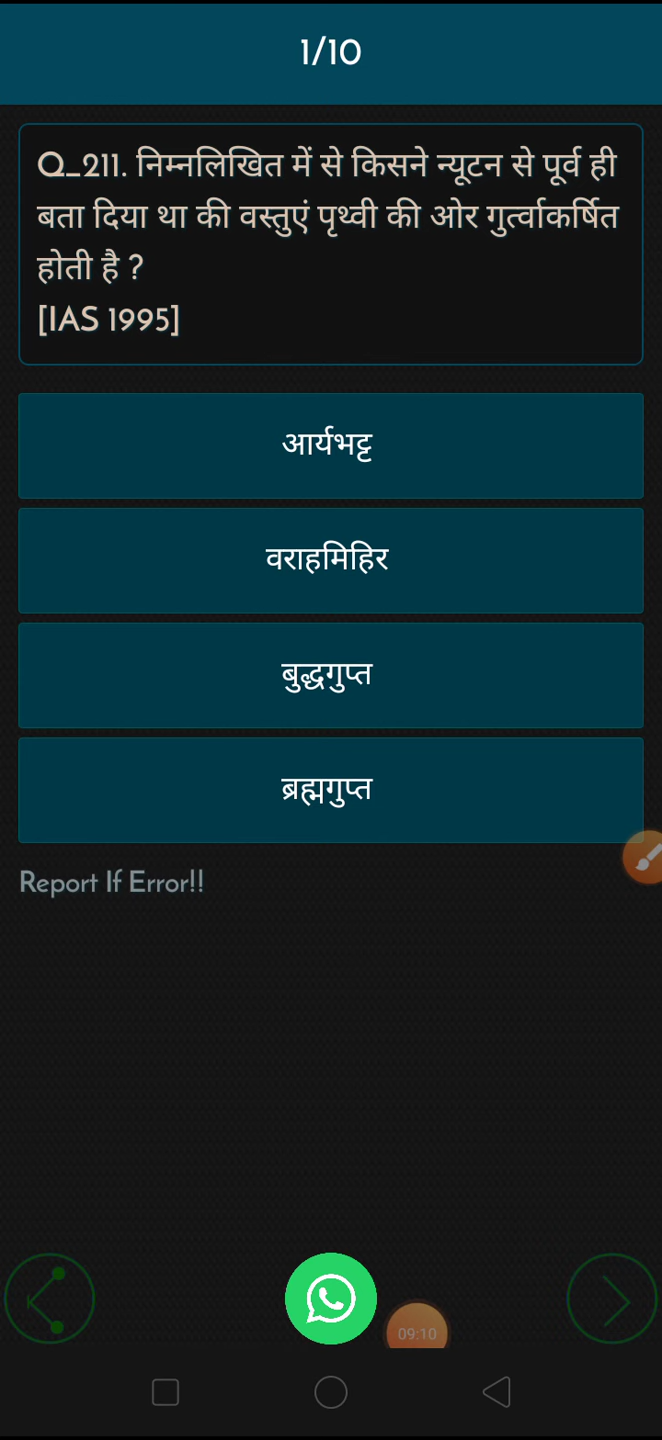 1/10
Q_211. निम्नलिखित में से किसने न्यूटन से पूर्व ही
बता दिया था की वस्तुएं पृथ्वी की ओर गुर्त्वाकर्षित
होती है ?
[IAS 1995]
आर्यभट्ट
वराहमिहिर
बुद्धगुप्त
ब्रह्मगुप्त
Report If Error!!
09:10